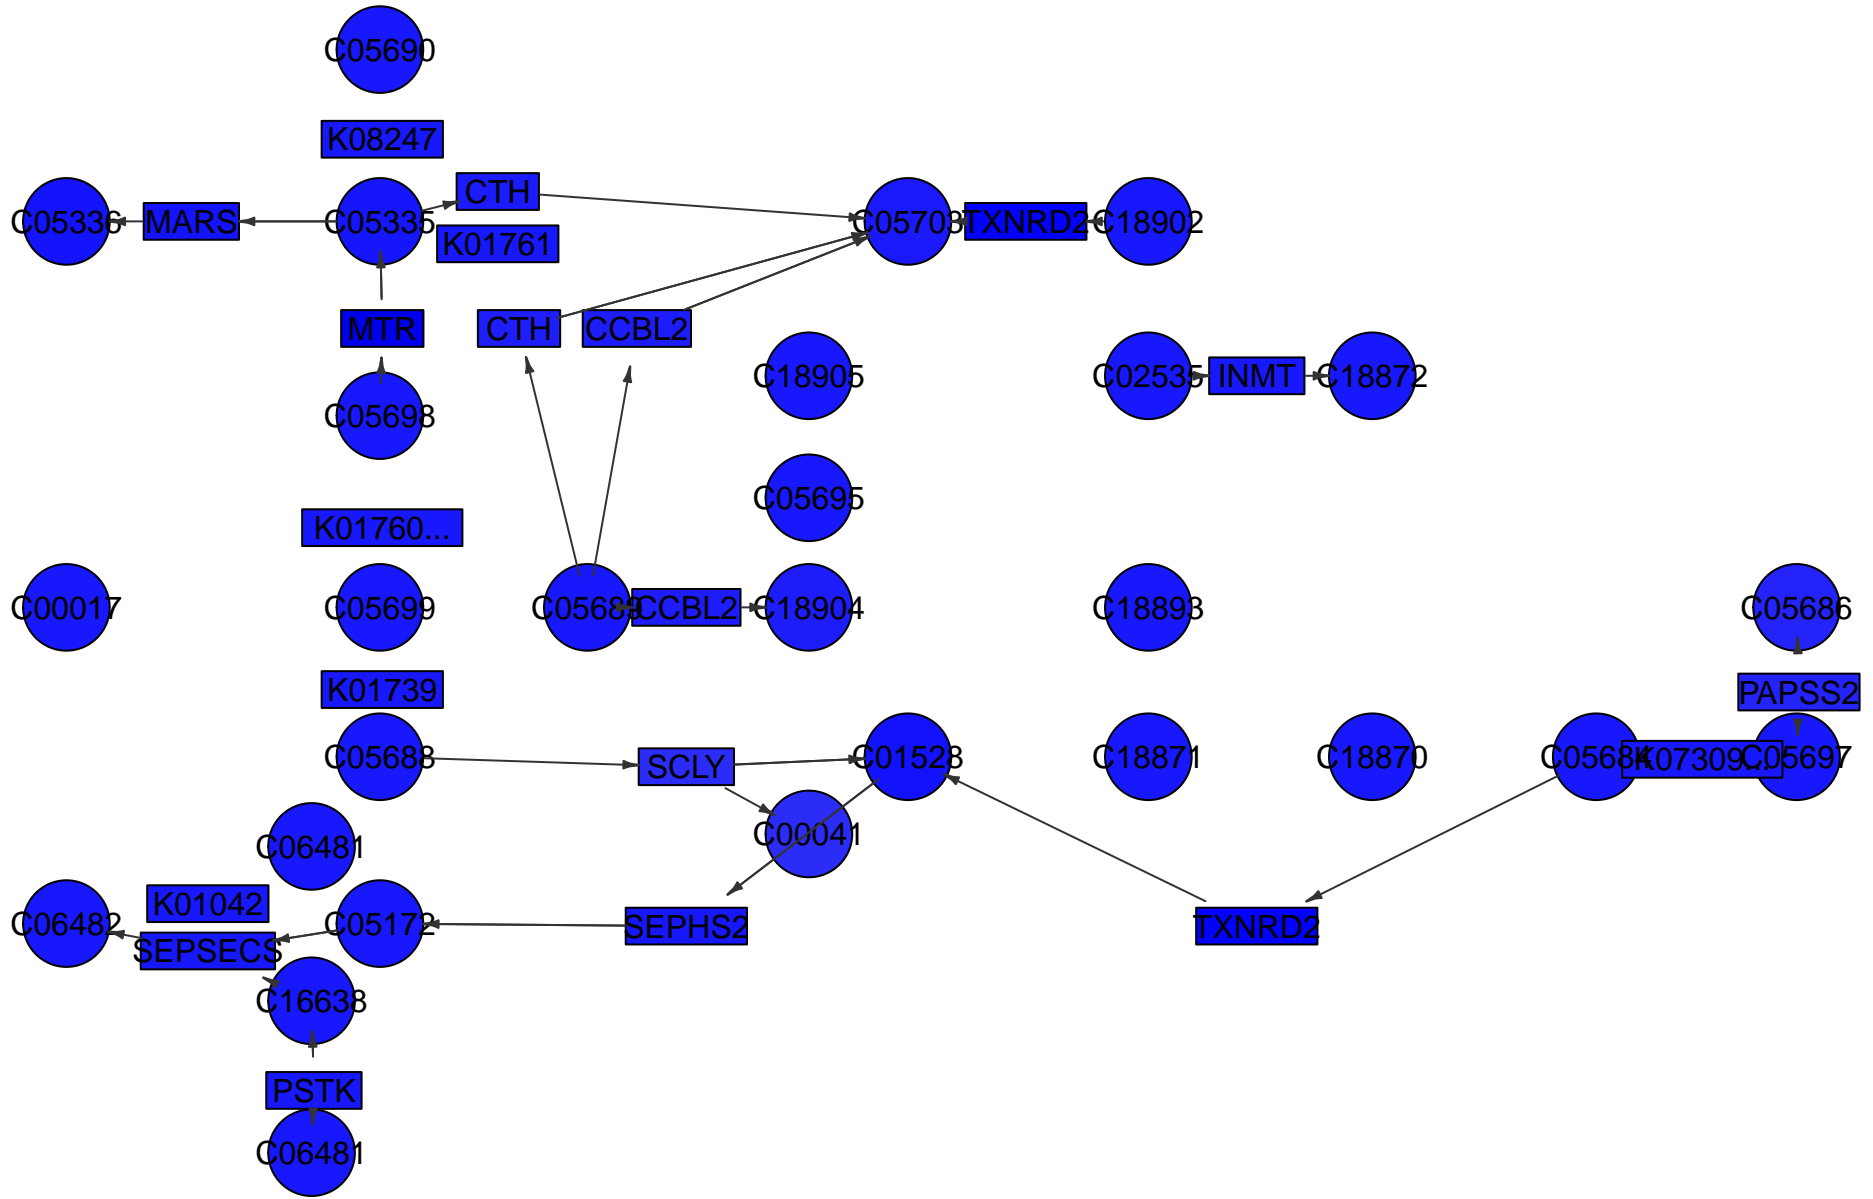 C05690
K08247
CTH
C05336
MARS
C05335
C05703
TXNRD2
C18902
K01761
MTR
CTH
CCBL2
C18905
C02535
INMT
C18872
C05698
C05695
K01760...
C00017
C05699
C05689
CCBL2
C18904
C18893
C05686
K01739
PAPSS2
C05688
SCLY
C01528
C18871
C18870
C05684
K07309...
C05697
C00041
C06481
K01042
C06482
C05172
SEPHS2
TXNRD2
SEPSECS
C16638
PSTK
C06481